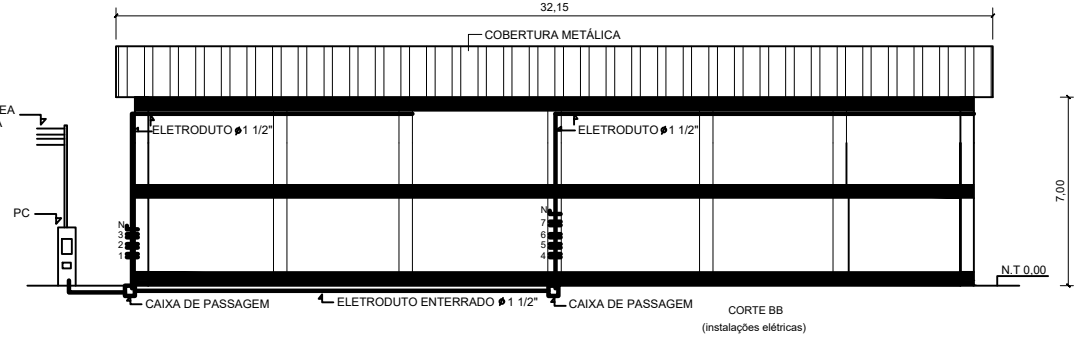 32,15
COBERTURA METÁLICA
EA
A
ELETRODUTO ø1 1/2"
ELETRODUTO ø1 1/2"
7,00
PC
N
3
2
1
N
7
6
5
4
N.T 0,00
CAIXA DE PASSAGEM
ELETRODUTO ENTERRADO ø1 1/2"
CAIXA DE PASSAGEM
CORTE BB
(instalações elétricas)